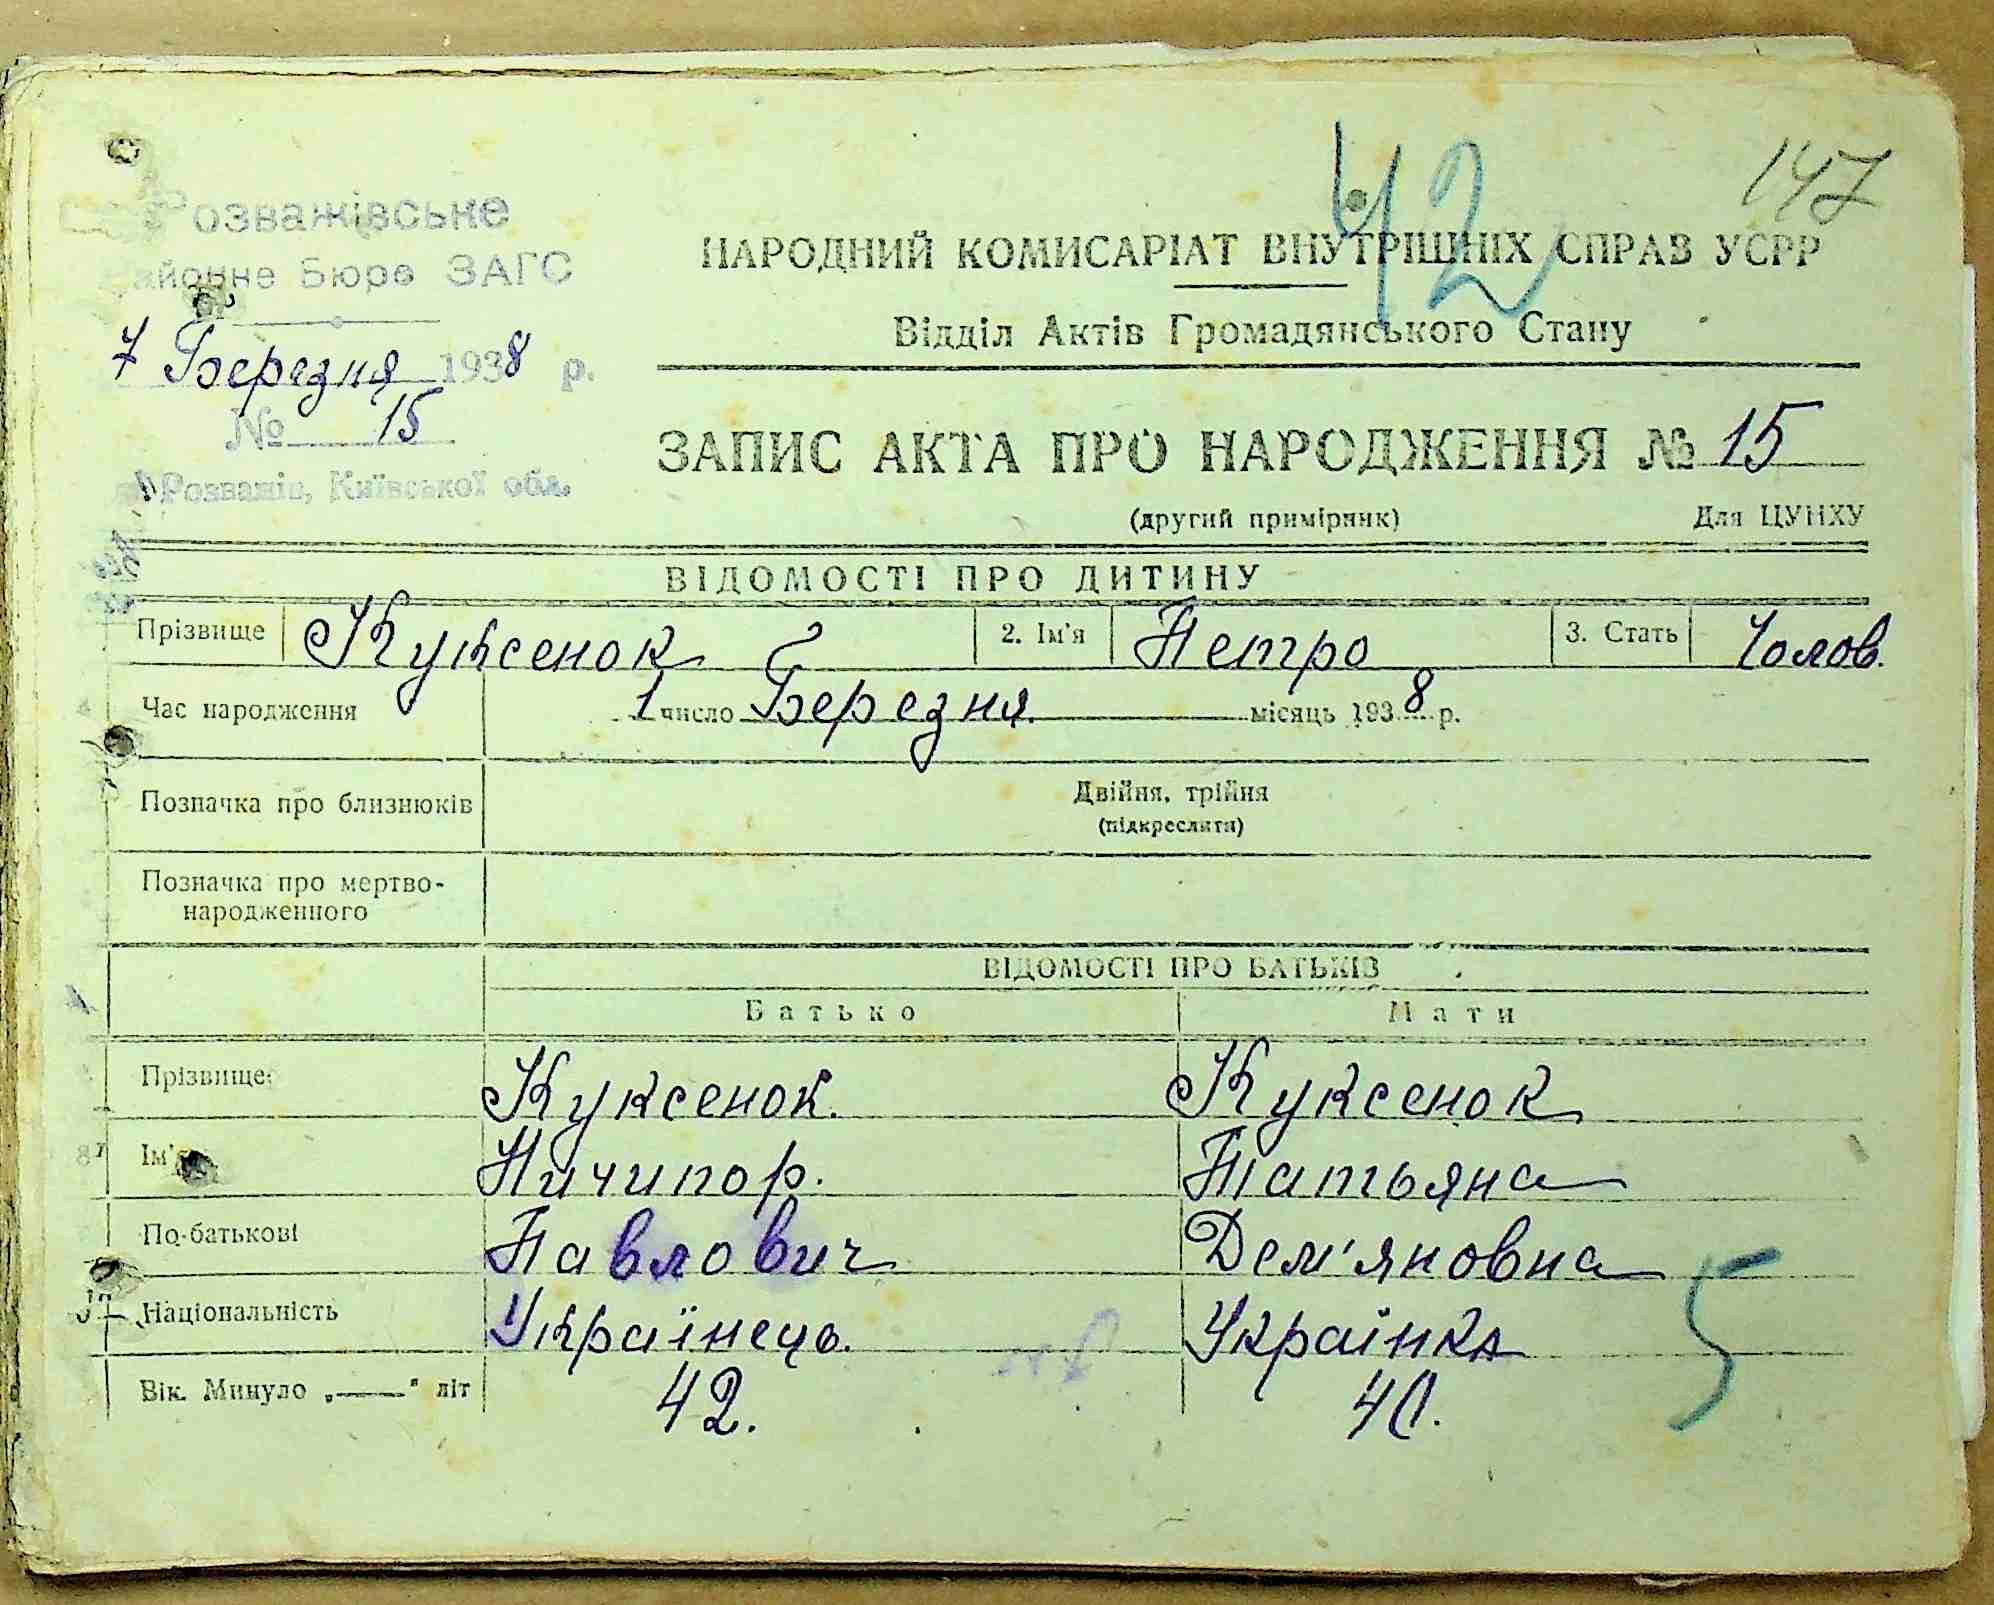 147
42
Розважівське
Районне Бюро ЗАГС
7 Березня 1938 р.
№ 15
Розважів, Київської обл.
НАРОДНИЙ КОМИСАРІАТ ВНУТРІШНІХ СПРАВ УСРР
Відділ Актів Громадянського Стану
ЗАПИС АКТА ПРО НАРОДЖЕННЯ № 15
(другий примірник) Для ЦУНХУ
ВІДОМОСТІ ПРО ДИТИНУ
Прізвище Куксенок 2. Ім'я Петро 3. Стать Чолов.
Час народження 1 число Березня місяць 1938 р.
Позначка про близнюків Двійня, трійня
(підкреслити)
Позначка про мертво-
народженного
ВІДОМОСТІ ПРО БАТЬКІВ
Батько Мати
Прізвище Куксенок. Куксенок
Ім'я Ничипор. Татьяна
По-батькові Павлович Дем'яновна
Національність Українець. Українка
Вік. Минуло „——" літ 42. 40.
5